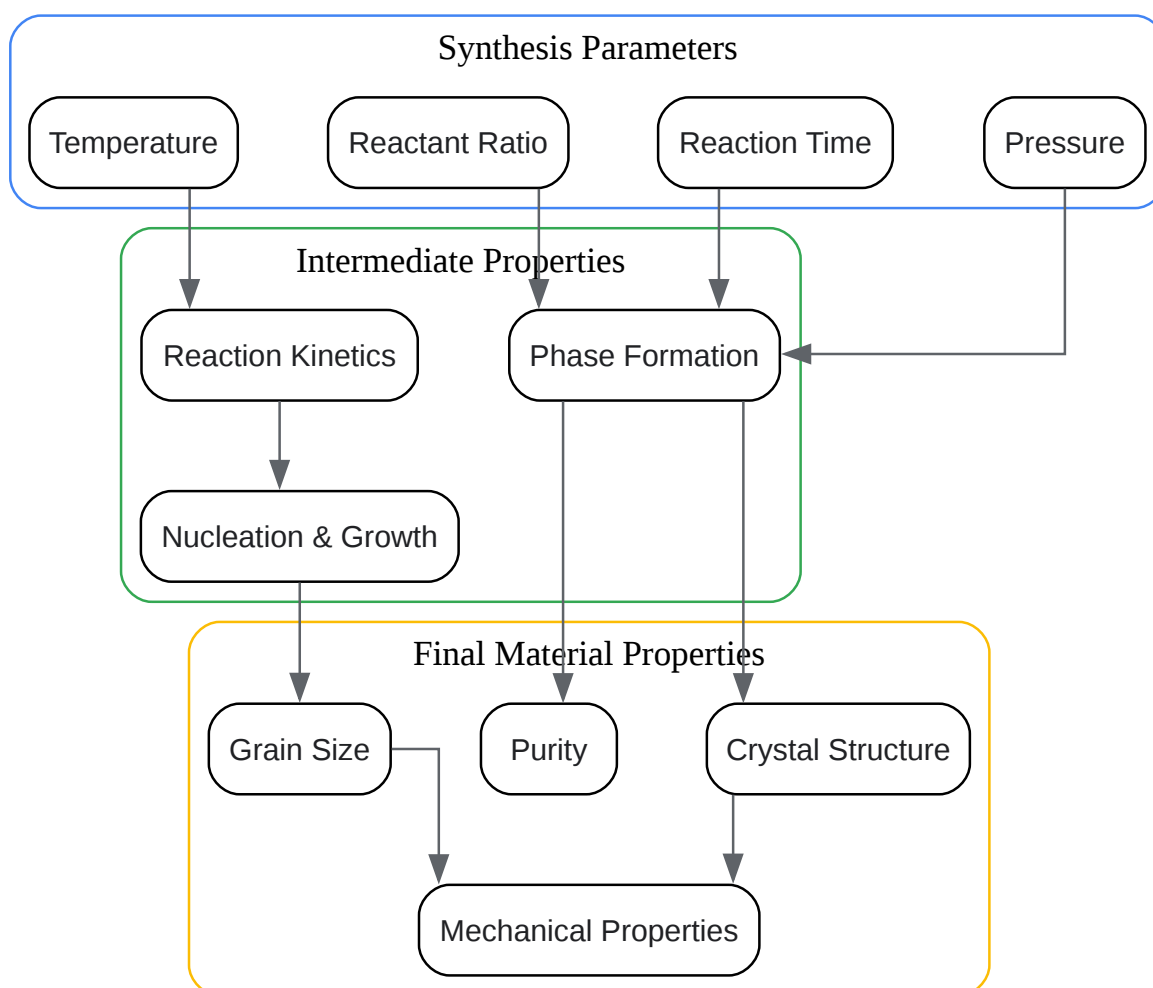 Synthesis Parameters
Temperature
Reactant Ratio
Reaction Time
Pressure
Intermediate Properties
Reaction Kinetics
Phase Formation
Nucleation & Growth
Final Material Properties
Grain Size
Purity
Crystal Structure
Mechanical Properties